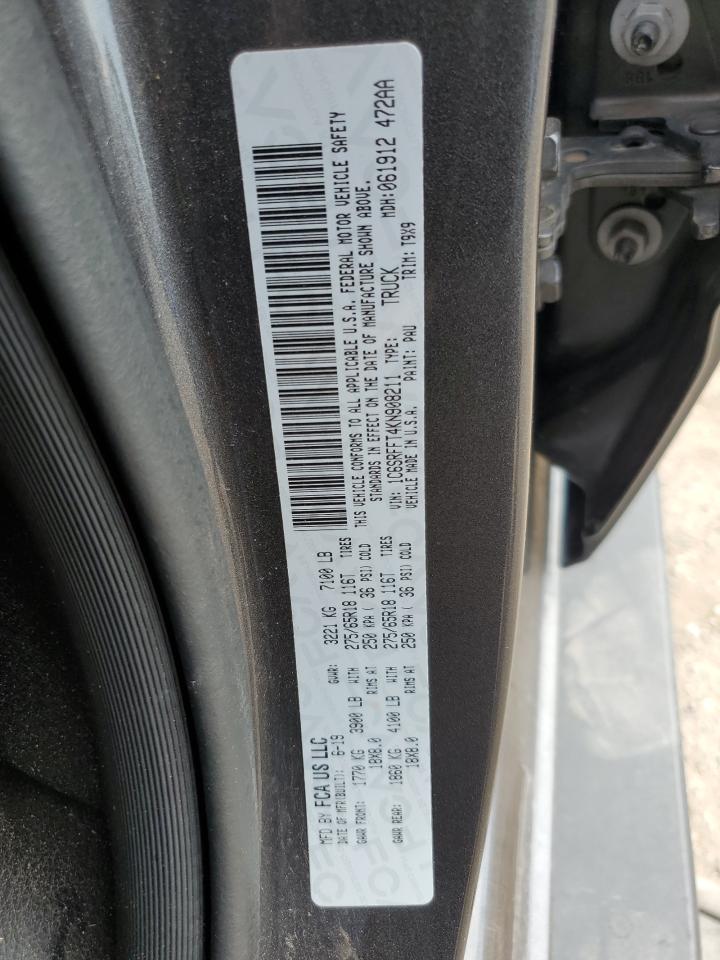 MFD BY FCA US LLC
DATE OF MFR(BUILT): 6-19 GVWR: 3221 KG 7100 LB
GAWR FRONT: 1770 KG 3900 LB WITH 275/65R18 116T TIRES
18X8.0 RIMS AT 250 KPA ( 36 PSI) COLD
GAWR REAR: 1860 KG 4100 LB WITH 275/65R18 116T TIRES
18X8.0 RIMS AT 250 KPA ( 36 PSI) COLD
THIS VEHICLE CONFORMS TO ALL APPLICABLE U.S.A. FEDERAL MOTOR VEHICLE SAFETY
STANDARDS IN EFFECT ON THE DATE OF MANUFACTURE SHOWN ABOVE.
VIN: 1C6SRFFT4KN908211 TYPE: TRUCK MDH:061912 472AA
VEHICLE MADE IN U.S.A. PAINT: PAU TRIM: T9X9